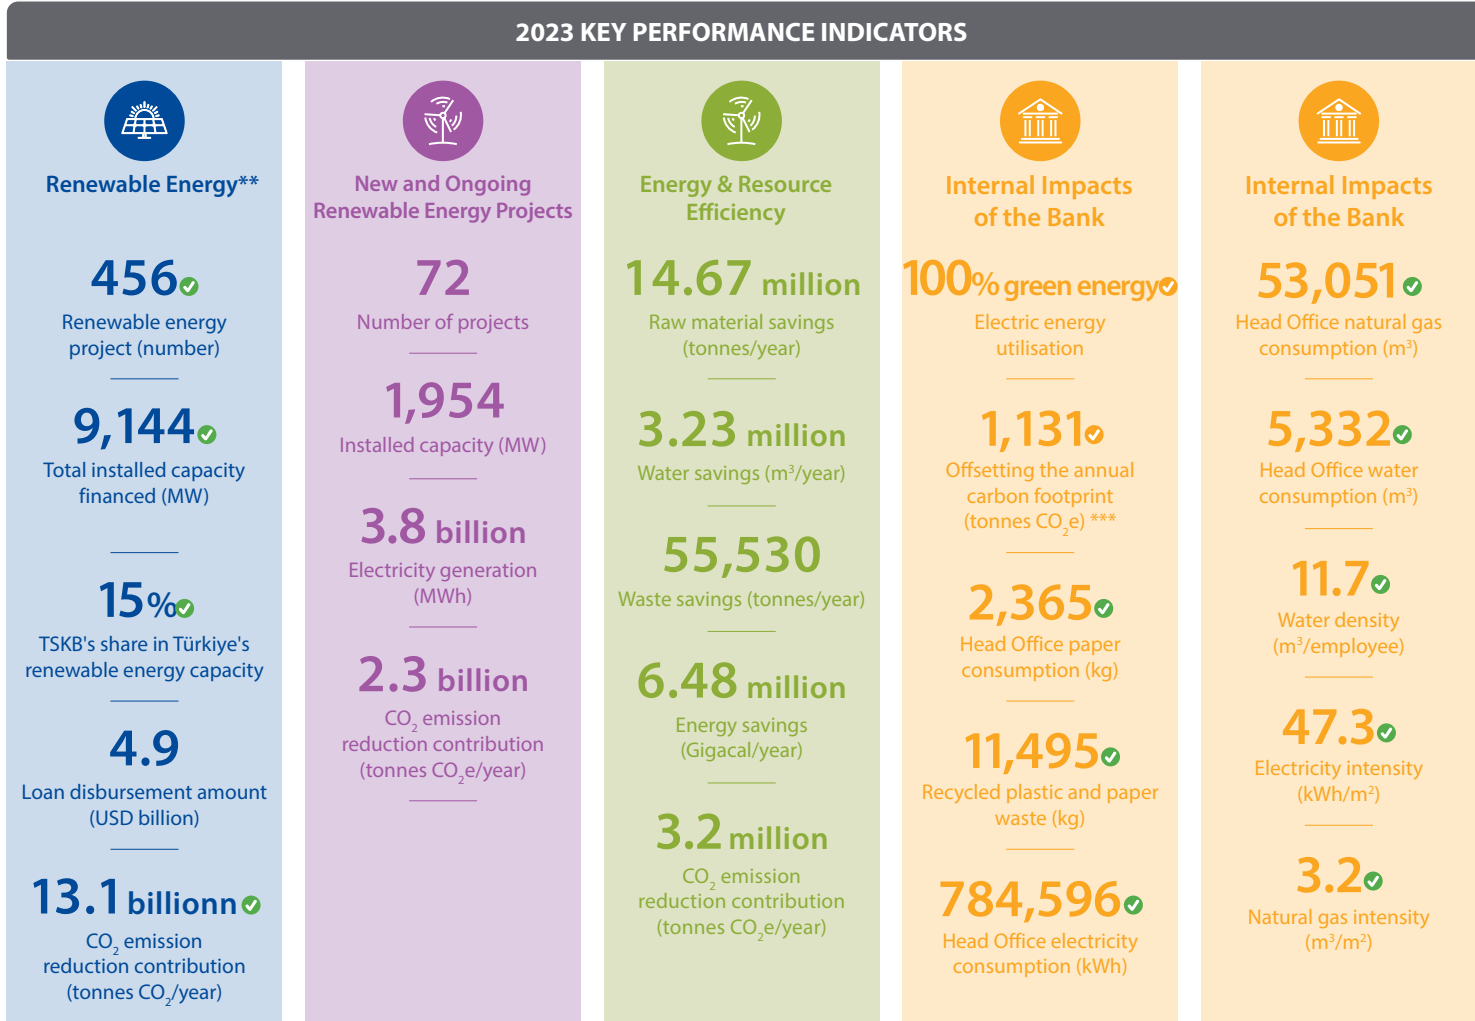 2023 KEY PERFORMANCE INDICATORS
Renewable Energy**
456
Renewable energy
project (number)
9,144
Total installed capacity
financed (MW)
15%
TSKB's share in Türkiye's
renewable energy capacity
4.9
Loan disbursement amount
(USD billion)
13.1 billionn
CO₂ emission
reduction contribution
(tonnes CO₂/year)
New and Ongoing
Renewable Energy Projects
72
Number of projects
1,954
Installed capacity (MW)
3.8 billion
Electricity generation
(MWh)
2.3 billion
CO₂ emission
reduction contribution
(tonnes CO₂e/year)
Energy & Resource
Efficiency
14.67 million
Raw material savings
(tonnes/year)
3.23 million
Water savings (m³/year)
55,530
Waste savings (tonnes/year)
6.48 million
Energy savings
(Gigacal/year)
3.2 million
CO₂ emission
reduction contribution
(tonnes CO₂e/year)
Internal Impacts
of the Bank
100% green energy
Electric energy
utilisation
1,131
Offsetting the annual
carbon footprint
(tonnes CO₂e) ***
2,365
Head Office paper
consumption (kg)
11,495
Recycled plastic and paper
waste (kg)
784,596
Head Office electricity
consumption (kWh)
Internal Impacts
of the Bank
53,051
Head Office natural gas
consumption (m³)
5,332
Head Office water
consumption (m³)
11.7
Water density
(m³/employee)
47.3
Electricity intensity
(kWh/m²)
3.2
Natural gas intensity
(m³/m²)